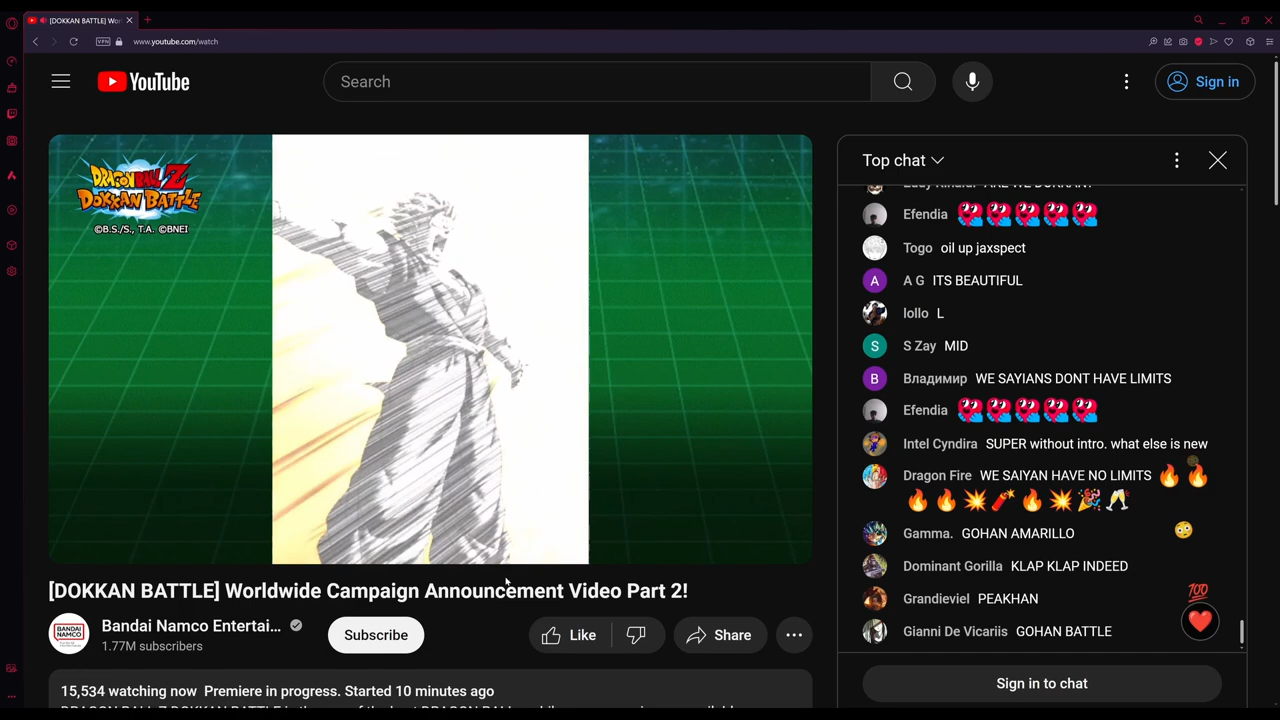 [DOKKAN BATTLE] Wor
VPN
www.youtube.com/watch
YouTube
Search
Sign in
DRAGON BALL Z
DOKKAN BATTLE
©B.S./S., T.A. ©BNEI
Top chat
Efendia
Togo oil up jaxspect
A
A G ITS BEAUTIFUL
lollo L
S
S Zay MID
B
Владимир WE SAYIANS DONT HAVE LIMITS
Efendia
Intel Cyndira SUPER without intro. what else is new
Dragon Fire WE SAIYAN HAVE NO LIMITS 🔥 🔥
🔥 🔥 💥 🧨 🔥 💥 🎉 🥂
Gamma. GOHAN AMARILLO
Dominant Gorilla KLAP KLAP INDEED
Grandieviel PEAKHAN
100
Gianni De Vicariis GOHAN BATTLE
Sign in to chat
[DOKKAN BATTLE] Worldwide Campaign Announcement Video Part 2!
BANDAI
NAMCO
Bandai Namco Entertai...
1.77M subscribers
Subscribe
Like
Share
15,534 watching now Premiere in progress. Started 10 minutes ago